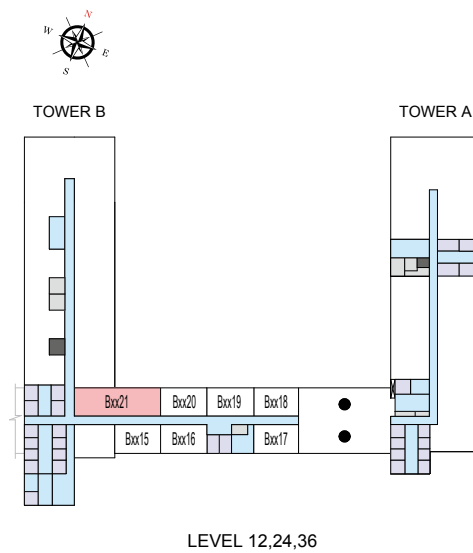 N
W
E
S
TOWER B
TOWER A
Bxx21
Bxx20
Bxx19
Bxx18
Bxx15
Bxx16
Bxx17
LEVEL 12,24,36